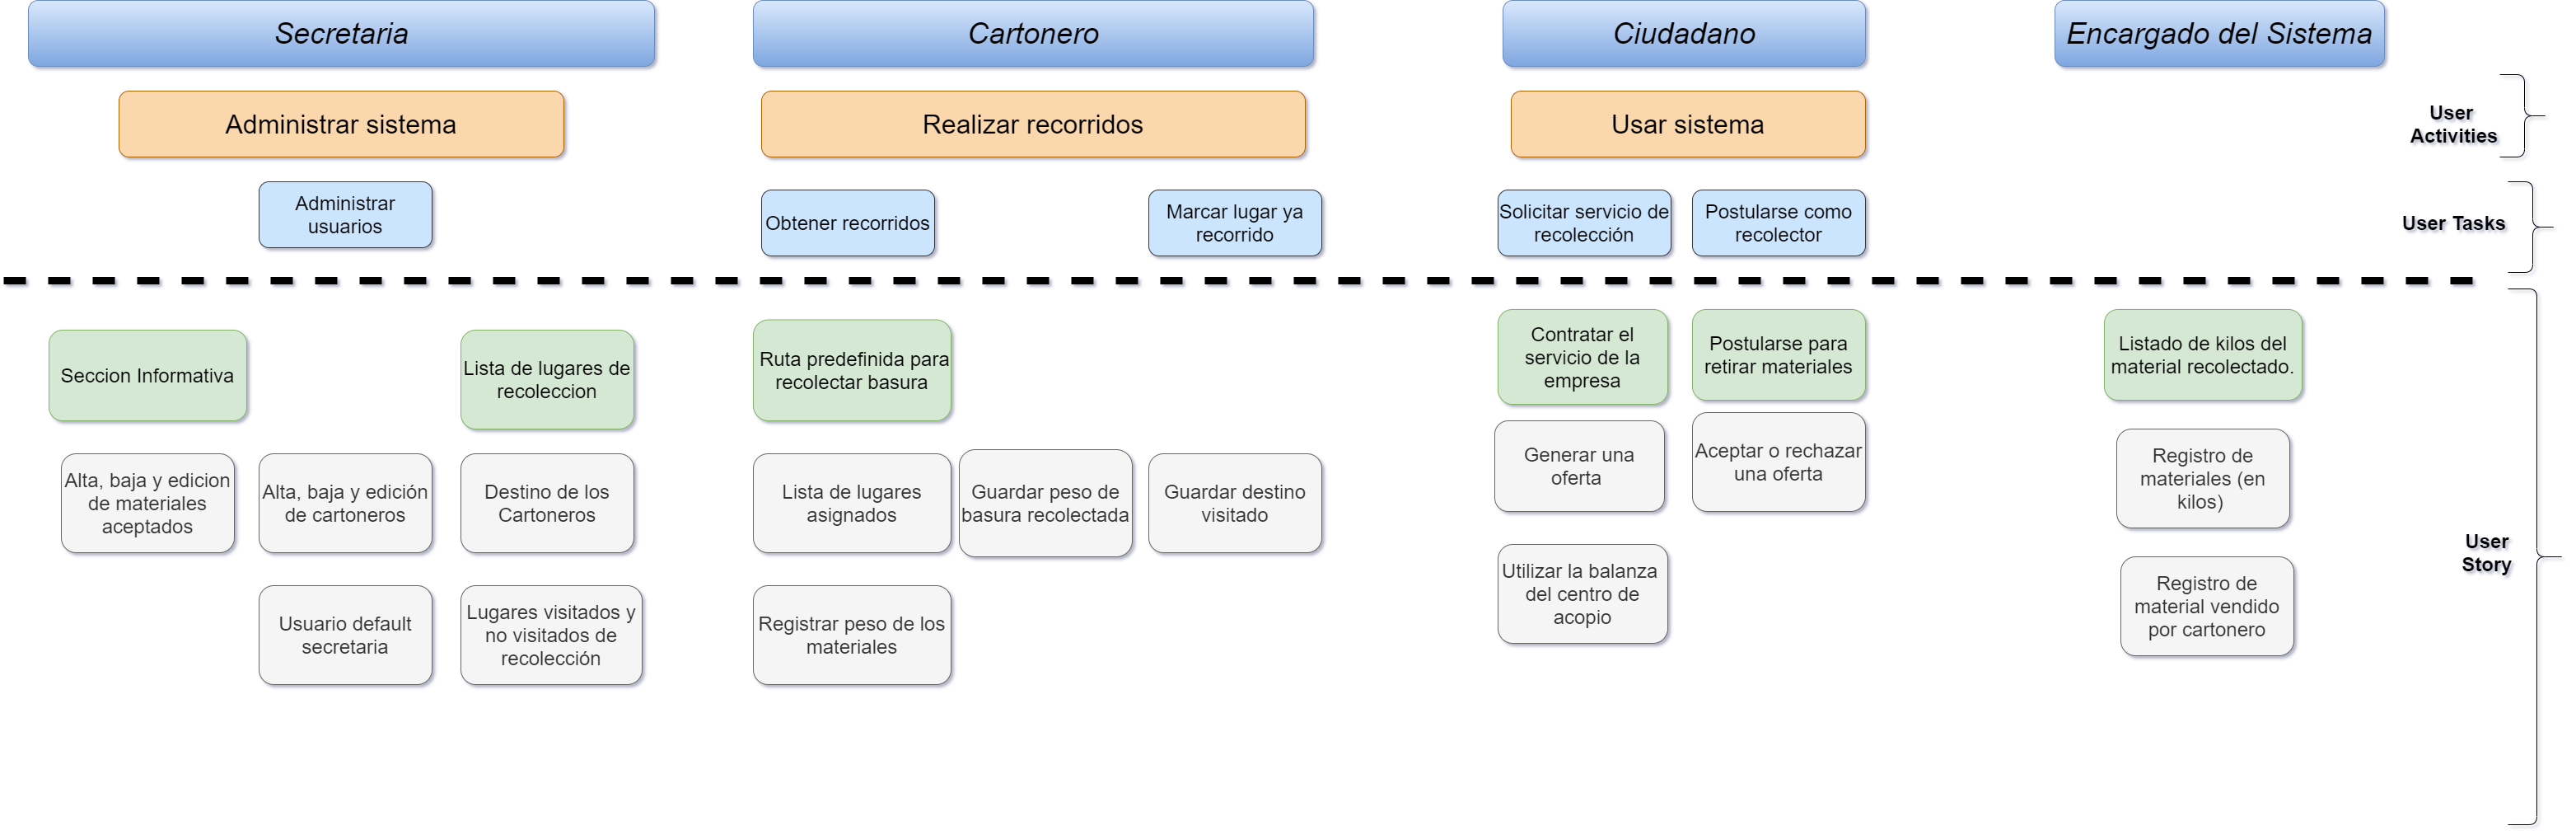 Secretaria
Cartonero
Ciudadano
Encargado del Sistema
Administrar sistema
Realizar recorridos
Usar sistema
User
Activities
Administrar
usuarios
Obtener recorridos
Marcar lugar ya
recorrido
Solicitar servicio de
recolección
Postularse como
recolector
User Tasks
Seccion Informativa
Lista de lugares de
recoleccion
Ruta predefinida para
recolectar basura
Contratar el
servicio de la
empresa
Postularse para
retirar materiales
Listado de kilos del
material recolectado.
Alta, baja y edicion
de materiales
aceptados
Alta, baja y edición
de cartoneros
Destino de los
Cartoneros
Lista de lugares
asignados
Guardar peso de
basura recolectada
Guardar destino
visitado
Generar una
oferta
Aceptar o rechazar
una oferta
Registro de
materiales (en
kilos)
User
Story
Usuario default
secretaria
Lugares visitados y
no visitados de
recolección
Registrar peso de los
materiales
Utilizar la balanza
del centro de
acopio
Registro de
material vendido
por cartonero